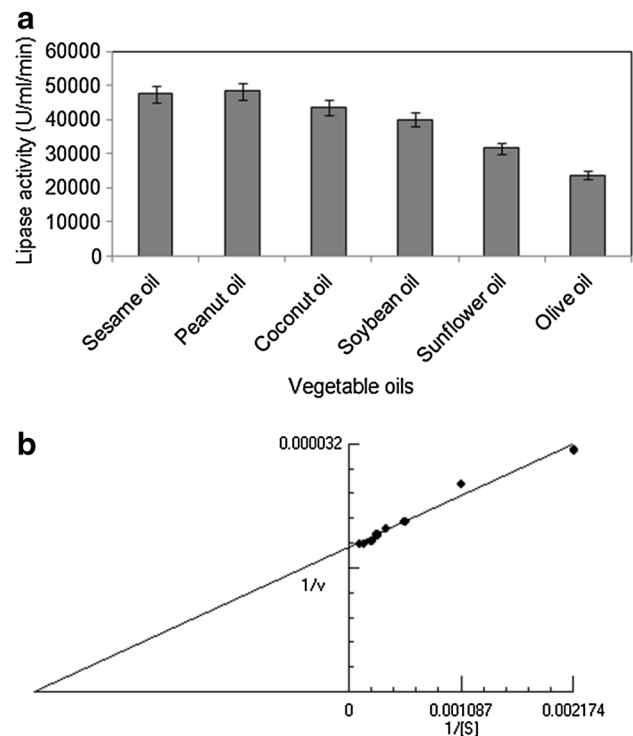 a
Lipase activity (U/ml/min)
60000
50000
40000
30000
20000
10000
0
Sesame oil
Peanut oil
Coconut oil
Soybean oil
Sunflower oil
Olive oil
Vegetable oils
b
0.000032
1/v
0
0.001087
0.002174
1/[S]